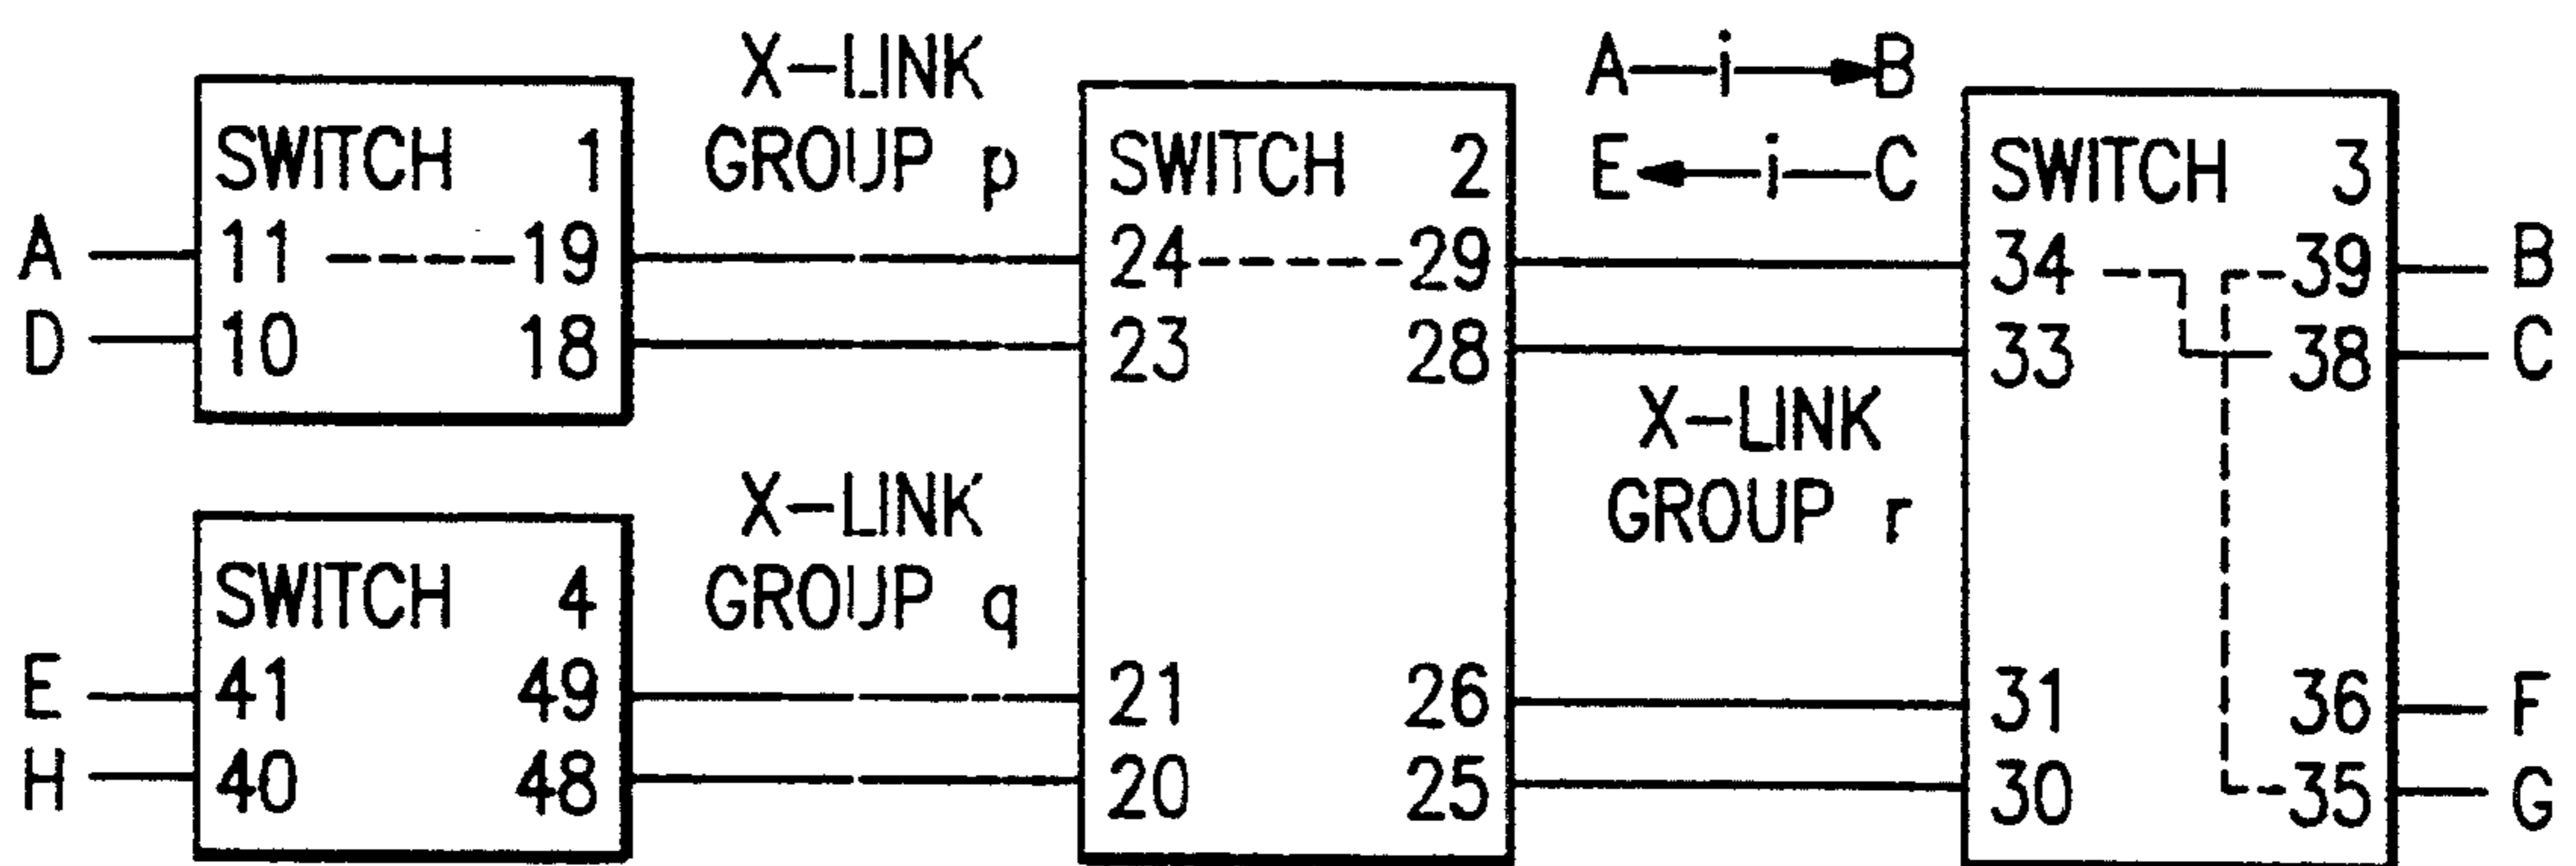 X-LINK
GROUP p
A—i→B
E←i—C
SWITCH 1
SWITCH 2
SWITCH 3
A 11 19 24 29 34 39 B
D 10 18 23 28 33 38 C
X-LINK
GROUP q
X-LINK
GROUP r
SWITCH 4
E 41 49 21 26 31 36 F
H 40 48 20 25 30 35 G